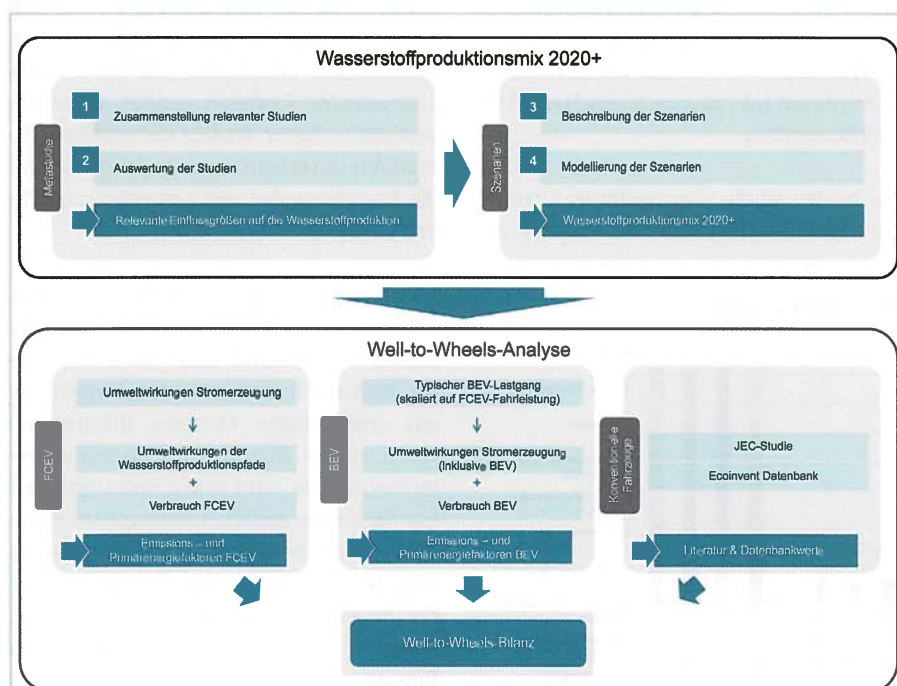 Wasserstoffproduktionsmix 2020+
Metastudie
1
Zusammenstellung relevanter Studien
2
Auswertung der Studien
Relevante Einflussgrößen auf die Wasserstoffproduktion
Szenarien
3
Beschreibung der Szenarien
4
Modellierung der Szenarien
Wasserstoffproduktionsmix 2020+
Well-to-Wheels-Analyse
FCEV
Umweltwirkungen Stromerzeugung
↓
Umweltwirkungen der
Wasserstoffproduktionspfade
+
Verbrauch FCEV
Emissions – und
Primärenergiefaktoren FCEV
BEV
Typischer BEV-Lastgang
(skaliert auf FCEV-Fahrleistung)
↓
Umweltwirkungen Stromerzeugung
(Inklusive BEV)
+
Verbrauch BEV
Emissions – und
Primärenergiefaktoren BEV
Konventionelle
Fahrzeuge
JEC-Studie
Ecoinvent Datenbank
Literatur & Datenbankwerte
Well-to-Wheels-Bilanz